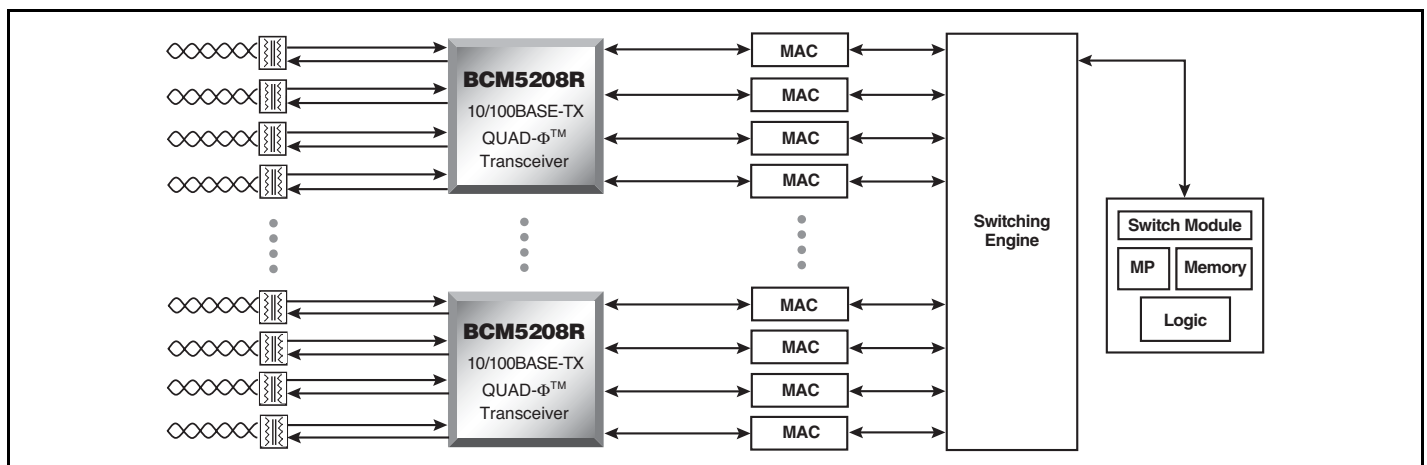 BCM5208R
10/100BASE-TX
QUAD-Φ™
Transceiver
MAC
MAC
MAC
MAC
Switching
Engine
Switch Module
MP
Memory
Logic
BCM5208R
10/100BASE-TX
QUAD-Φ™
Transceiver
MAC
MAC
MAC
MAC